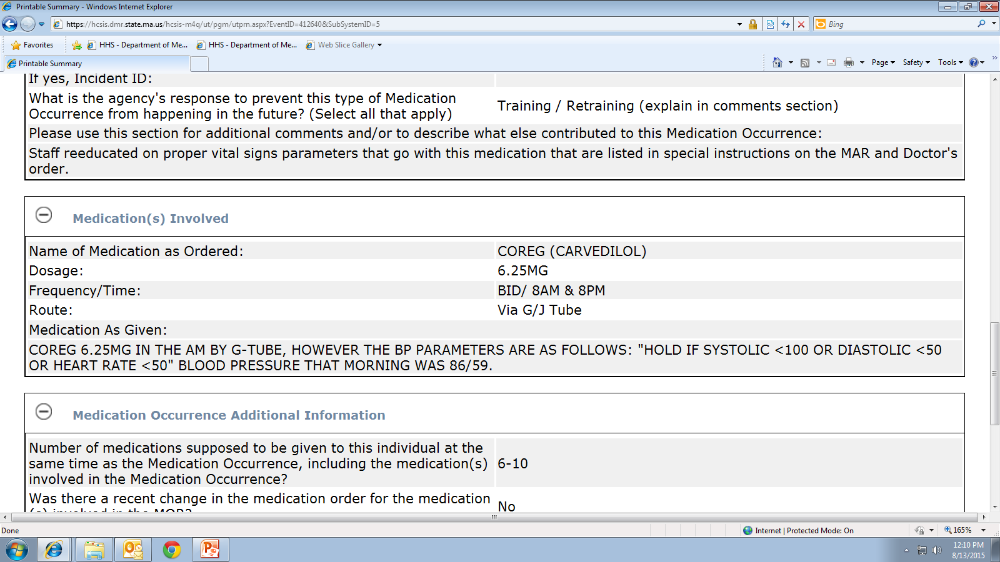 Printable Summary - Windows Internet Explorer
https://hcsis.dmr.state.ma.us/hcsis-m4q/ut/pgm/utprn.aspx?EventID=412640&SubSystemID=5
Bing
Favorites
HHS - Department of Me...
HHS - Department of Me...
Web Slice Gallery
Printable Summary
Page
Safety
Tools
If yes, Incident ID:
What is the agency's response to prevent this type of Medication
Occurrence from happening in the future? (Select all that apply)
Training / Retraining (explain in comments section)
Please use this section for additional comments and/or to describe what else contributed to this Medication Occurrence:
Staff reeducated on proper vital signs parameters that go with this medication that are listed in special instructions on the MAR and Doctor's
order.
Medication(s) Involved
Name of Medication as Ordered:
COREG (CARVEDILOL)
Dosage:
6.25MG
Frequency/Time:
BID/ 8AM & 8PM
Route:
Via G/J Tube
Medication As Given:
COREG 6.25MG IN THE AM BY G-TUBE, HOWEVER THE BP PARAMETERS ARE AS FOLLOWS: "HOLD IF SYSTOLIC <100 OR DIASTOLIC <50
OR HEART RATE <50" BLOOD PRESSURE THAT MORNING WAS 86/59.
Medication Occurrence Additional Information
Number of medications supposed to be given to this individual at the
same time as the Medication Occurrence, including the medication(s)
involved in the Medication Occurrence?
6-10
Was there a recent change in the medication order for the medication
(s) involved in the MOR?
No
Done
Internet | Protected Mode: On
165%
12:10 PM
8/13/2015